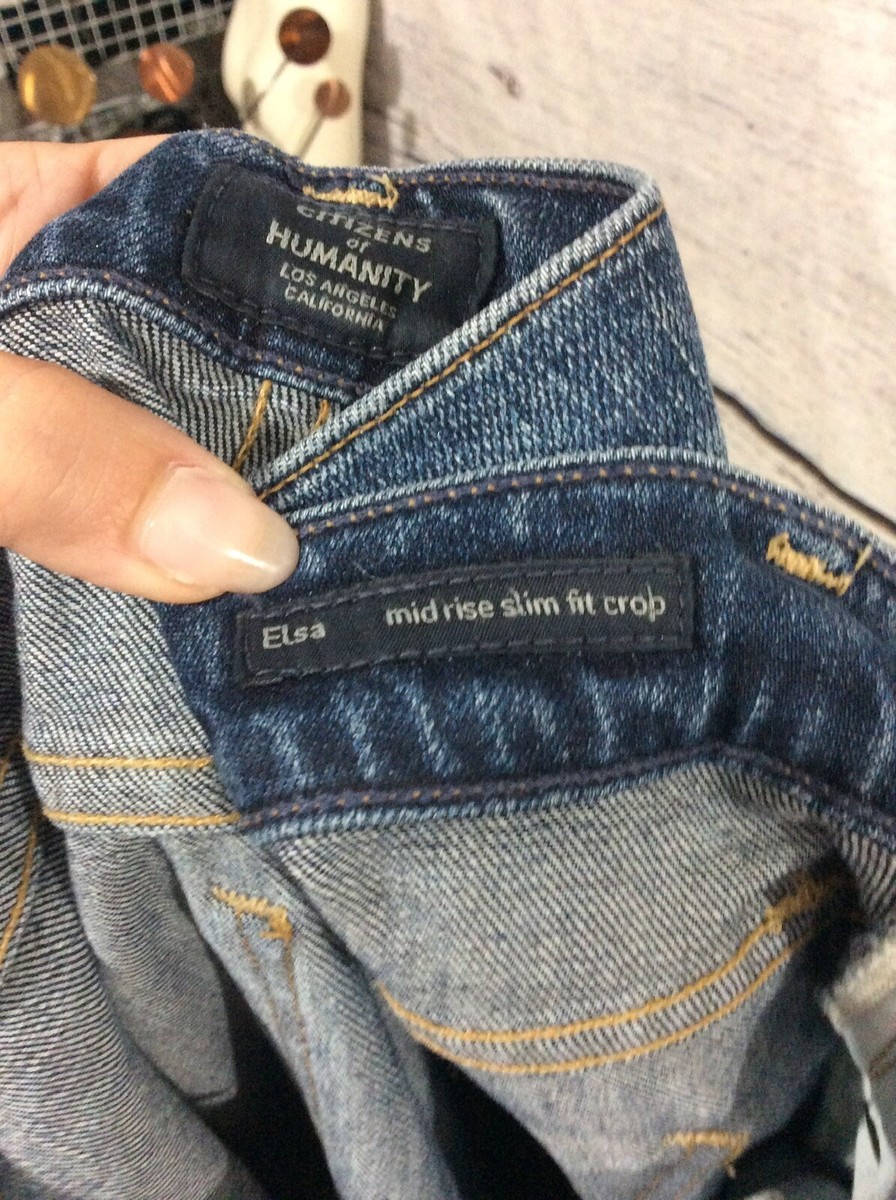 CITIZENS
of
HUMANITY
LOS ANGELES
CALIFORNIA
Elsa mid rise slim fit crop